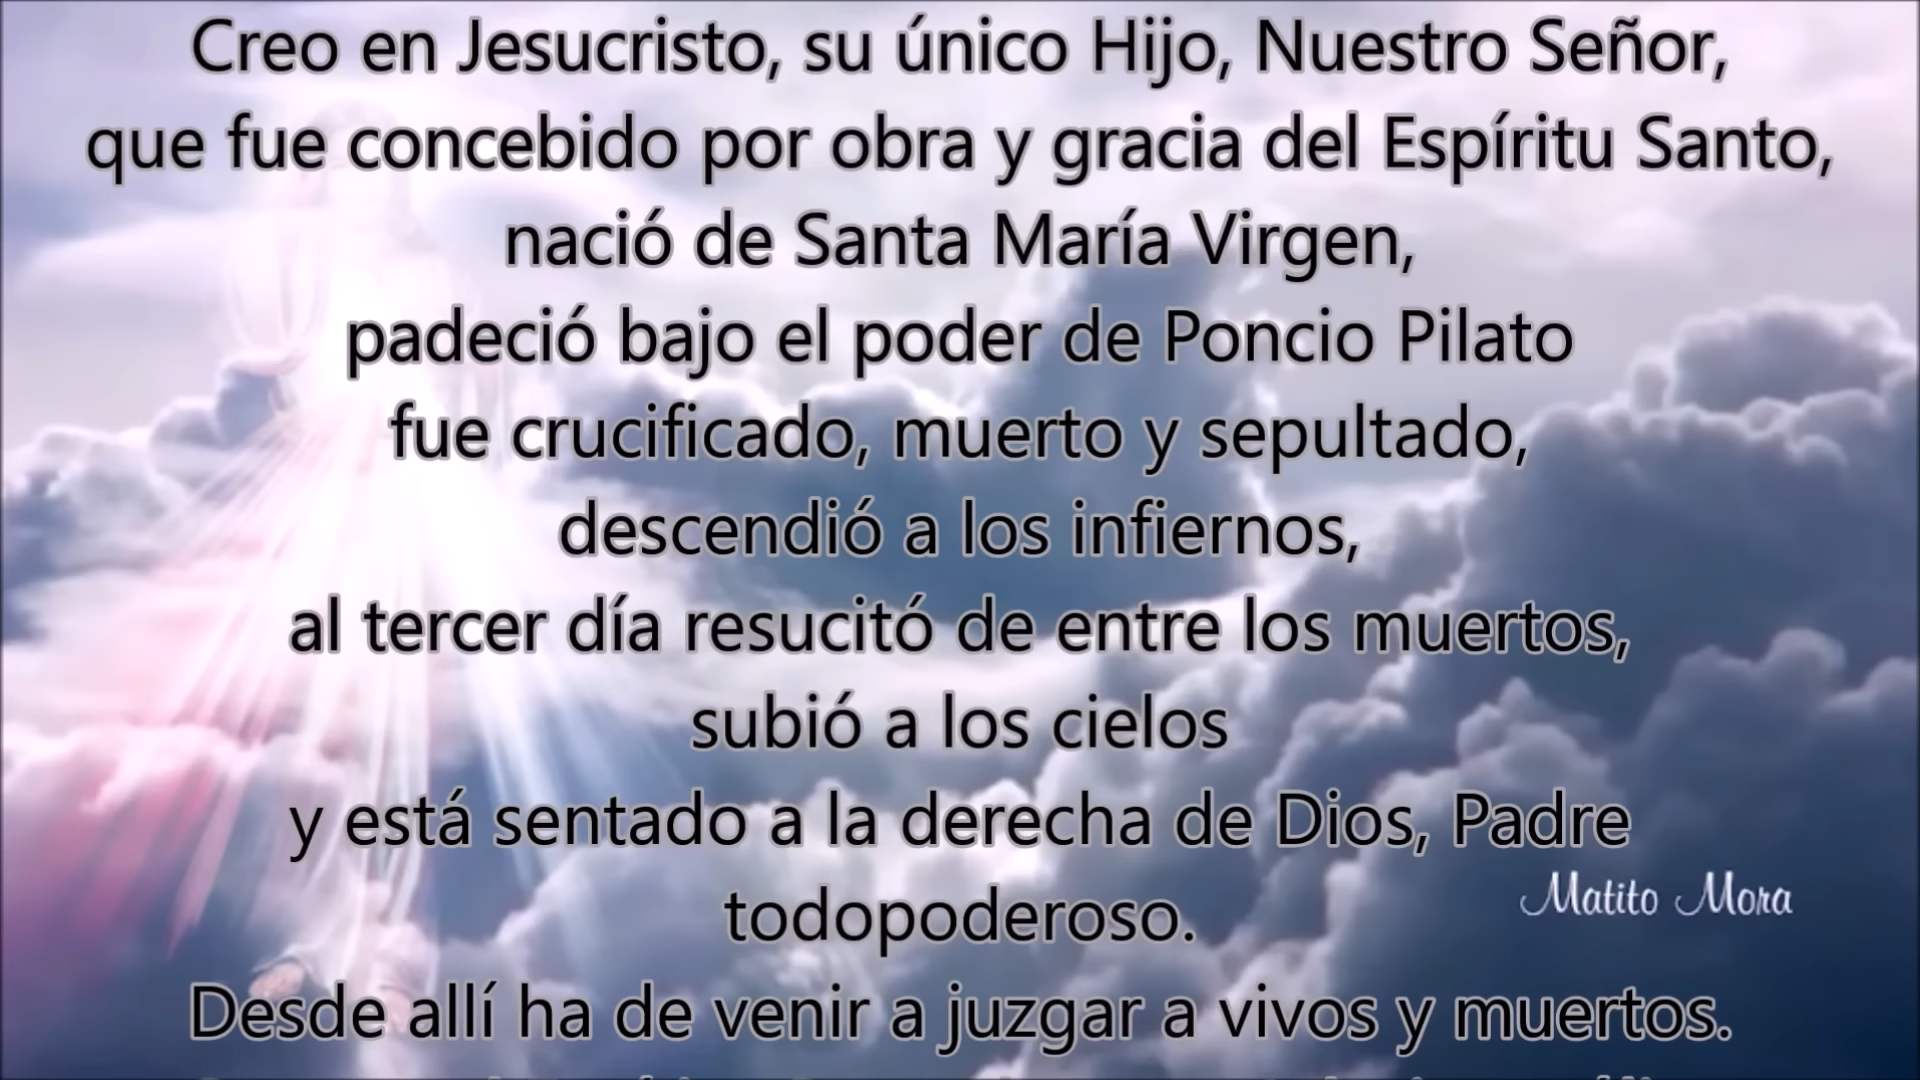 Creo en Jesucristo, su único Hijo, Nuestro Señor,
que fue concebido por obra y gracia del Espíritu Santo,
nació de Santa María Virgen,
padeció bajo el poder de Poncio Pilato
fue crucificado, muerto y sepultado,
descendió a los infiernos,
al tercer día resucitó de entre los muertos,
subió a los cielos
y está sentado a la derecha de Dios, Padre
todopoderoso.
Matito Mora
Desde allí ha de venir a juzgar a vivos y muertos.